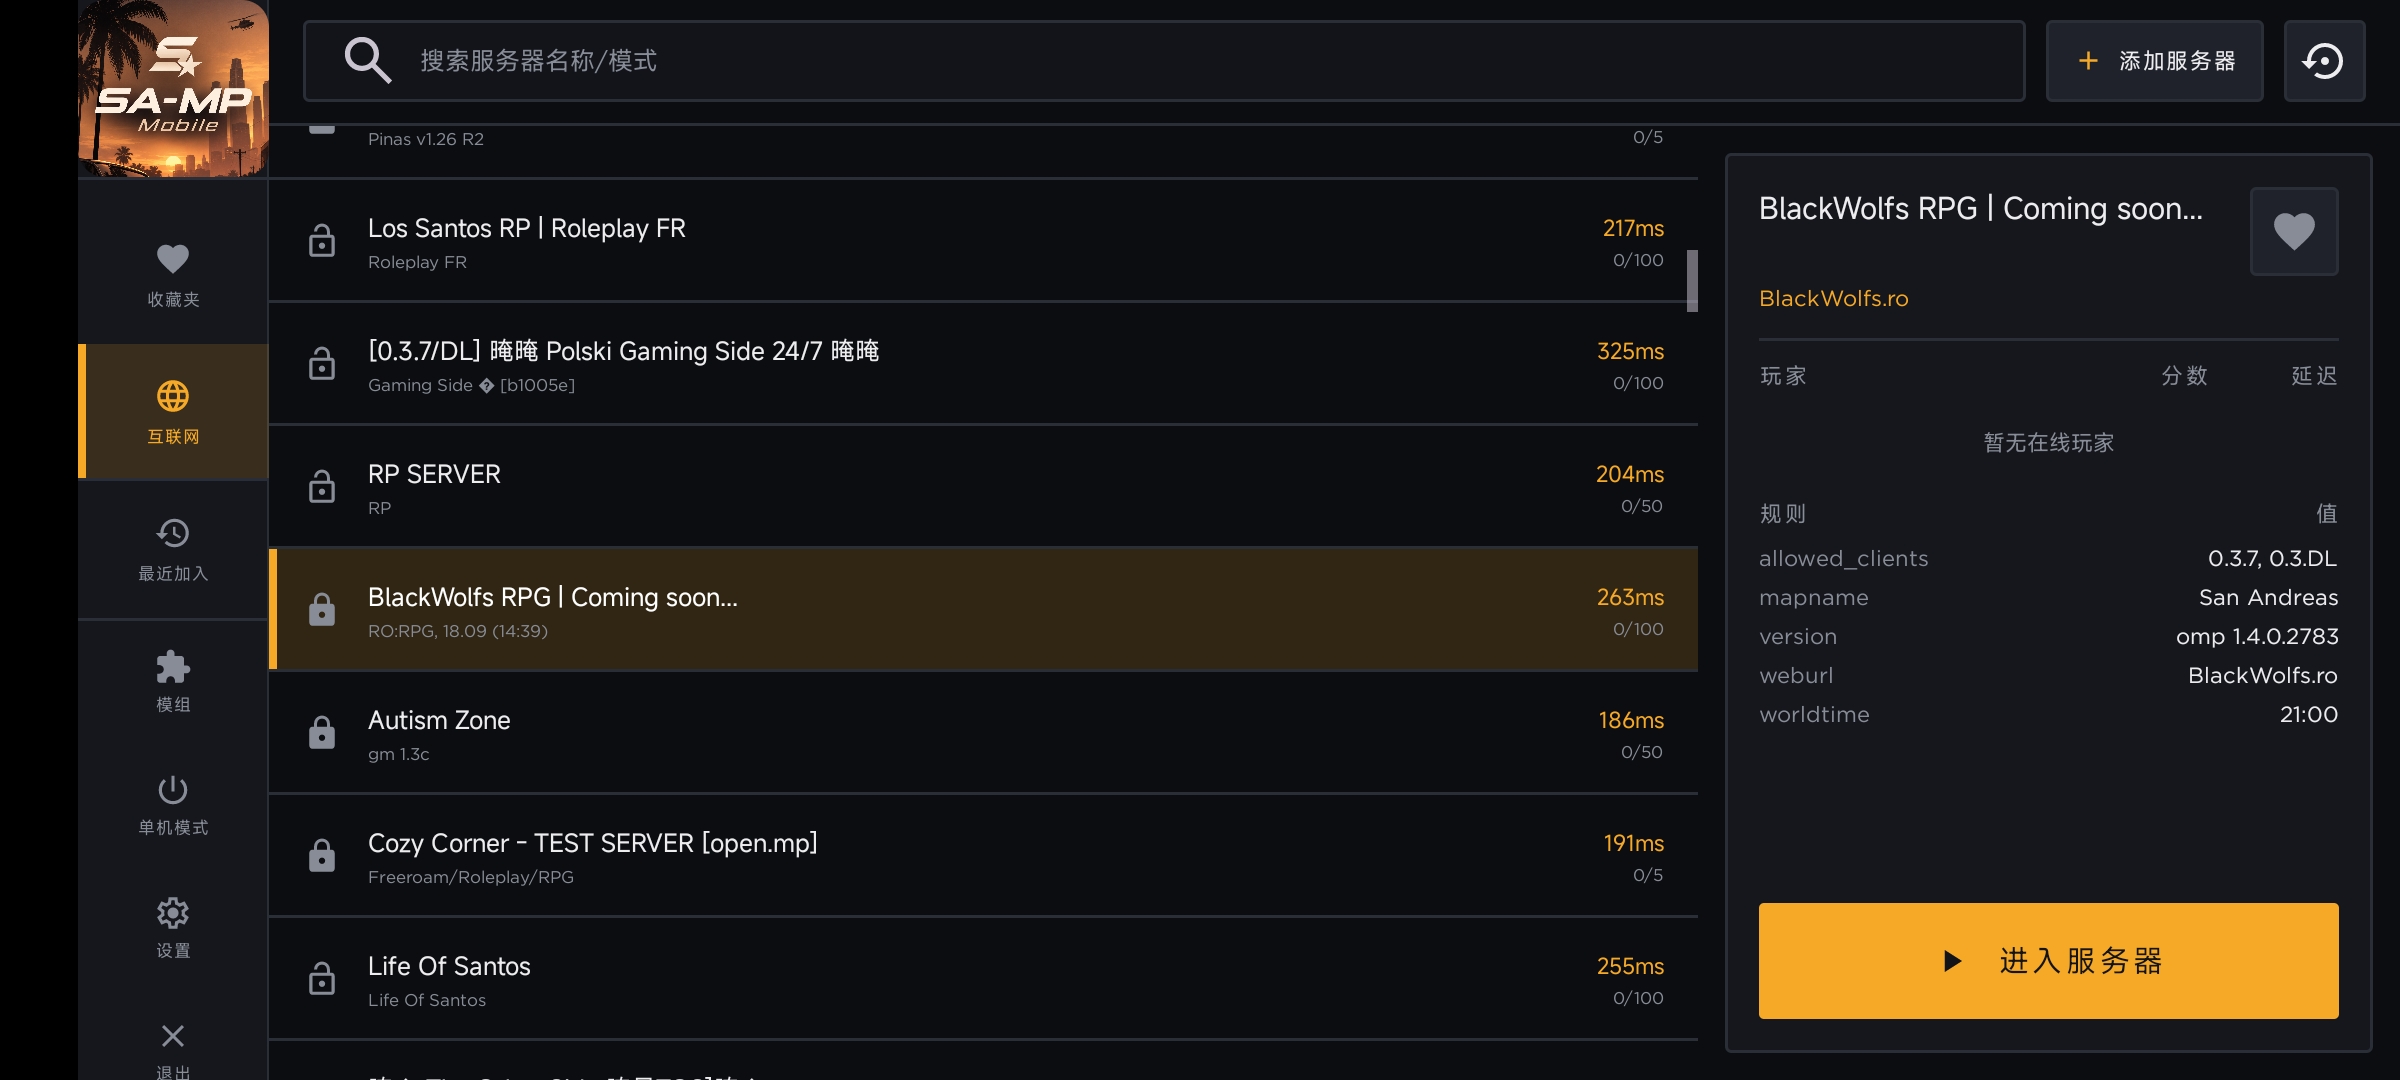 SA-MP
Mobile
搜索服务器名称/模式
添加服务器
收藏夹
互联网
最近加入
模组
单机模式
设置
退出
Pinas v1.26 R2
0/5
Los Santos RP | Roleplay FR
217ms
Roleplay FR
0/100
[0.3.7/DL] 晻晻 Polski Gaming Side 24/7 晻晻
325ms
Gaming Side � [b1005e]
0/100
RP SERVER
204ms
RP
0/50
BlackWolfs RPG | Coming soon...
263ms
RO:RPG, 18.09 (14:39)
0/100
Autism Zone
186ms
gm 1.3c
0/50
Cozy Corner - TEST SERVER [open.mp]
191ms
Freeroam/Roleplay/RPG
0/5
Life Of Santos
255ms
Life Of Santos
0/100
BlackWolfs RPG | Coming soon...
BlackWolfs.ro
玩家 分数 延迟
暂无在线玩家
规则 值
allowed_clients 0.3.7, 0.3.DL
mapname San Andreas
version omp 1.4.0.2783
weburl BlackWolfs.ro
worldtime 21:00
进入服务器